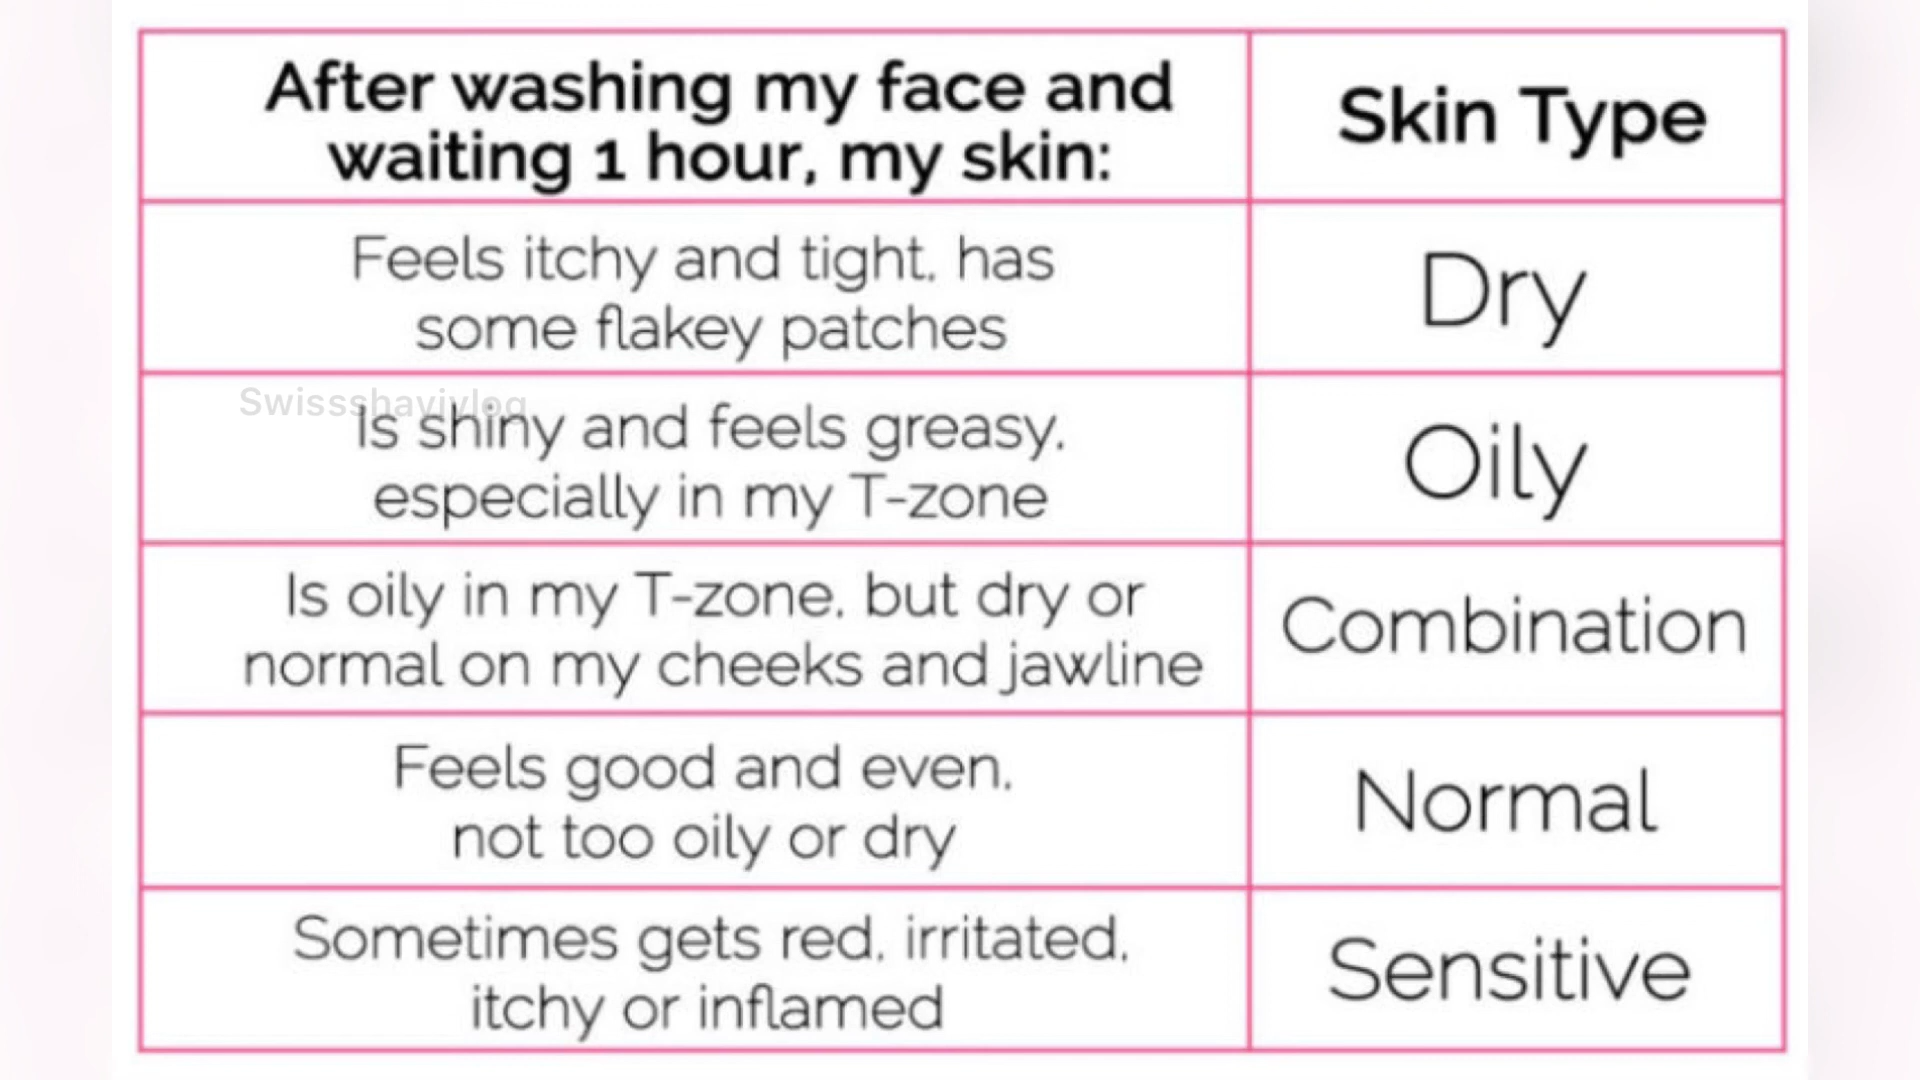 After washing my face and
waiting 1 hour, my skin:
Skin Type
Feels itchy and tight, has
some flakey patches
Dry
Swissshavivlog
Is shiny and feels greasy,
especially in my T-zone
Oily
Is oily in my T-zone, but dry or
normal on my cheeks and jawline
Combination
Feels good and even,
not too oily or dry
Normal
Sometimes gets red, irritated,
itchy or inflamed
Sensitive